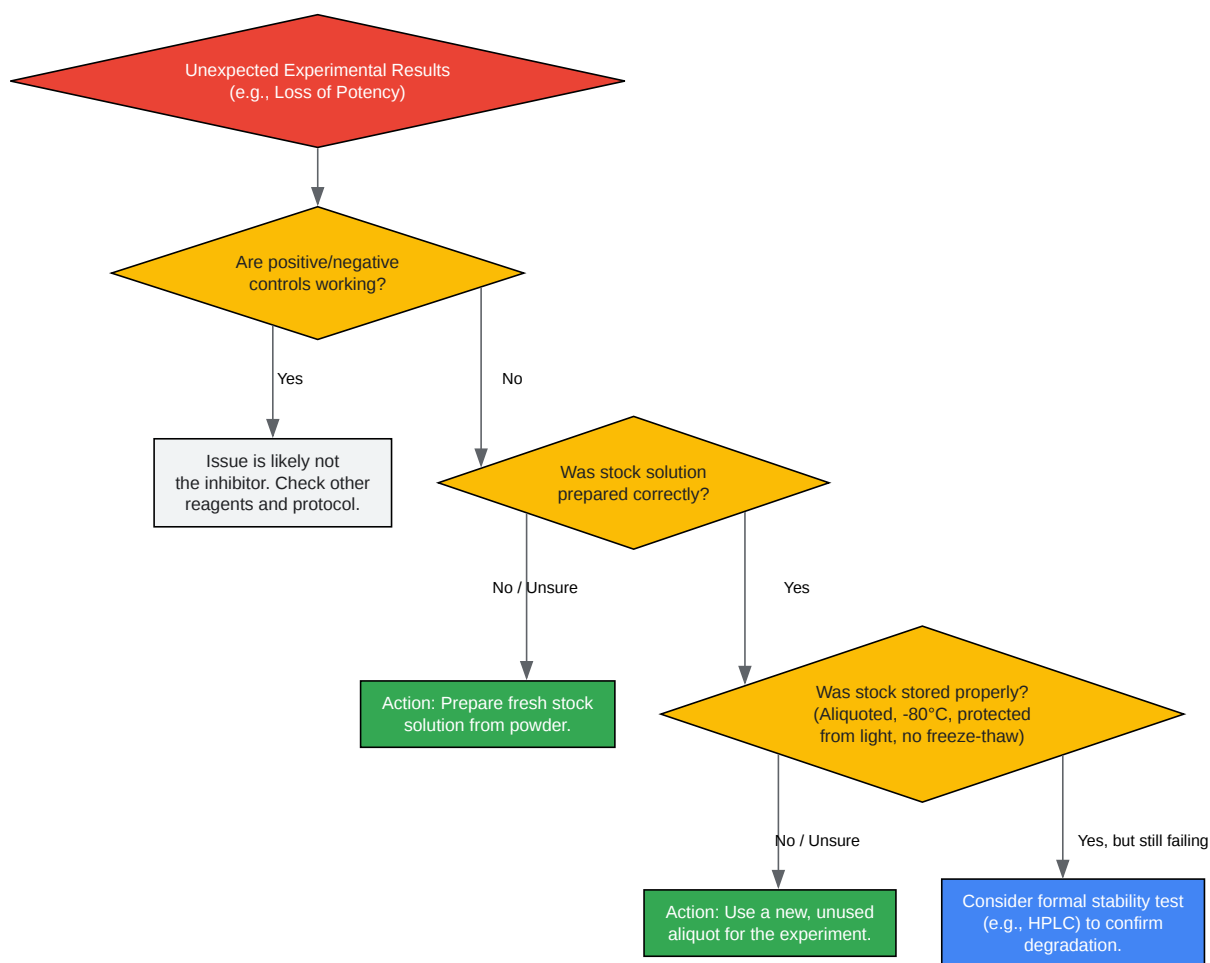 Unexpected Experimental Results
(e.g., Loss of Potency)
Are positive/negative
controls working?
Yes
No
Issue is likely not
the inhibitor. Check other
reagents and protocol.
Was stock solution
prepared correctly?
No / Unsure
Yes
Action: Prepare fresh stock
solution from powder.
Was stock stored properly?
(Aliquoted, -80°C, protected
from light, no freeze-thaw)
No / Unsure
Yes, but still failing
Action: Use a new, unused
aliquot for the experiment.
Consider formal stability test
(e.g., HPLC) to confirm
degradation.